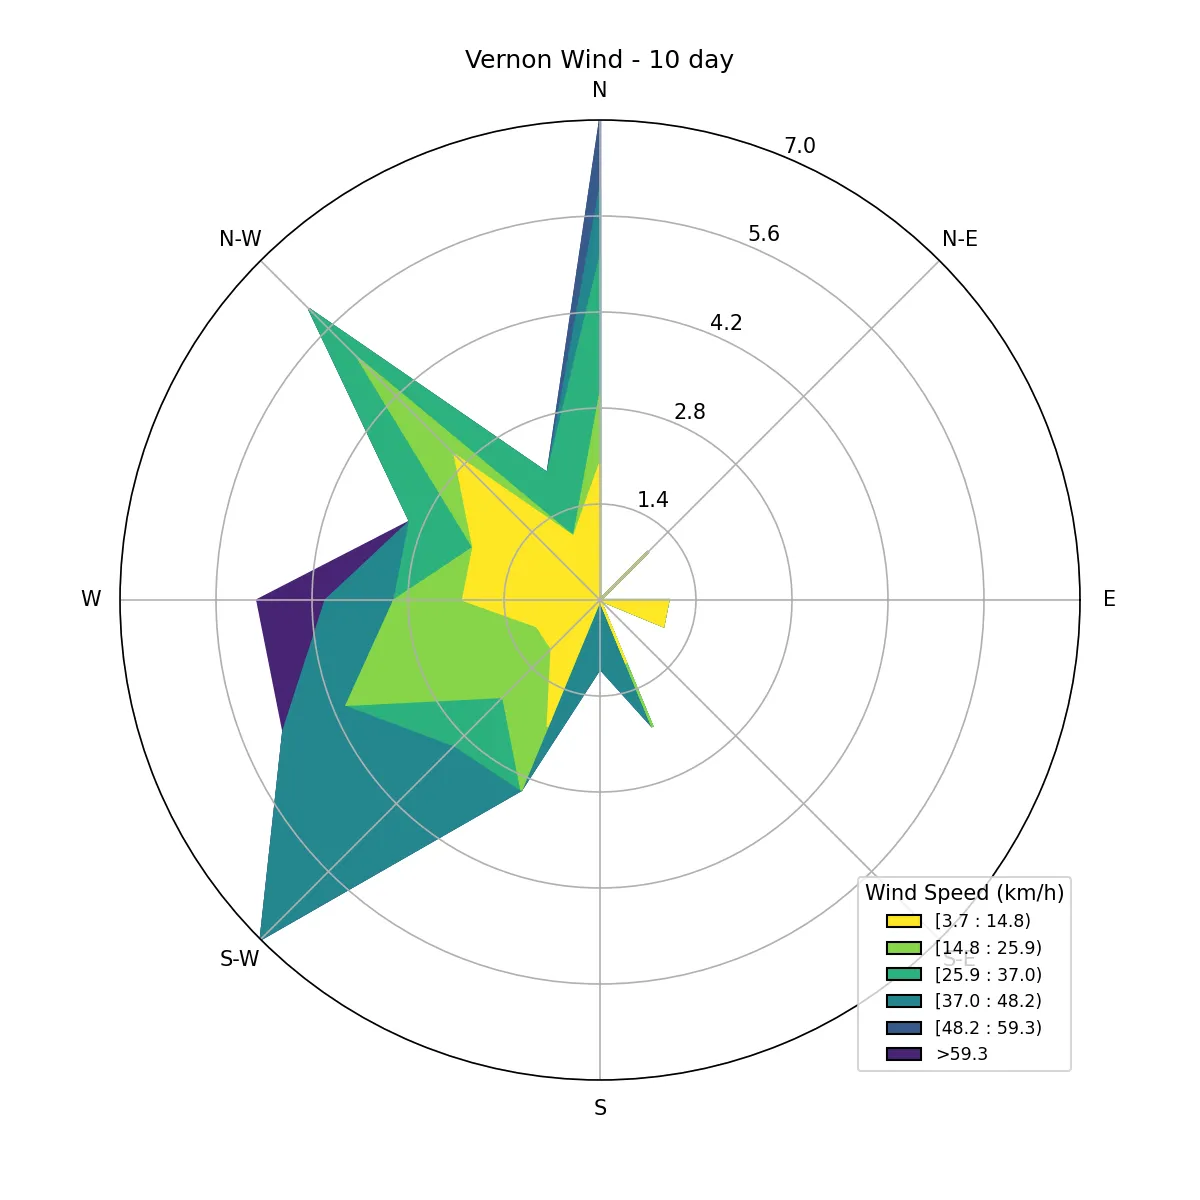 Vernon Wind - 10 day
N
7.0
N-W
N-E
5.6
4.2
2.8
1.4
W
E
S-W
S-E
Wind Speed (km/h)
[3.7 : 14.8)
[14.8 : 25.9)
[25.9 : 37.0)
[37.0 : 48.2)
[48.2 : 59.3)
>59.3
S